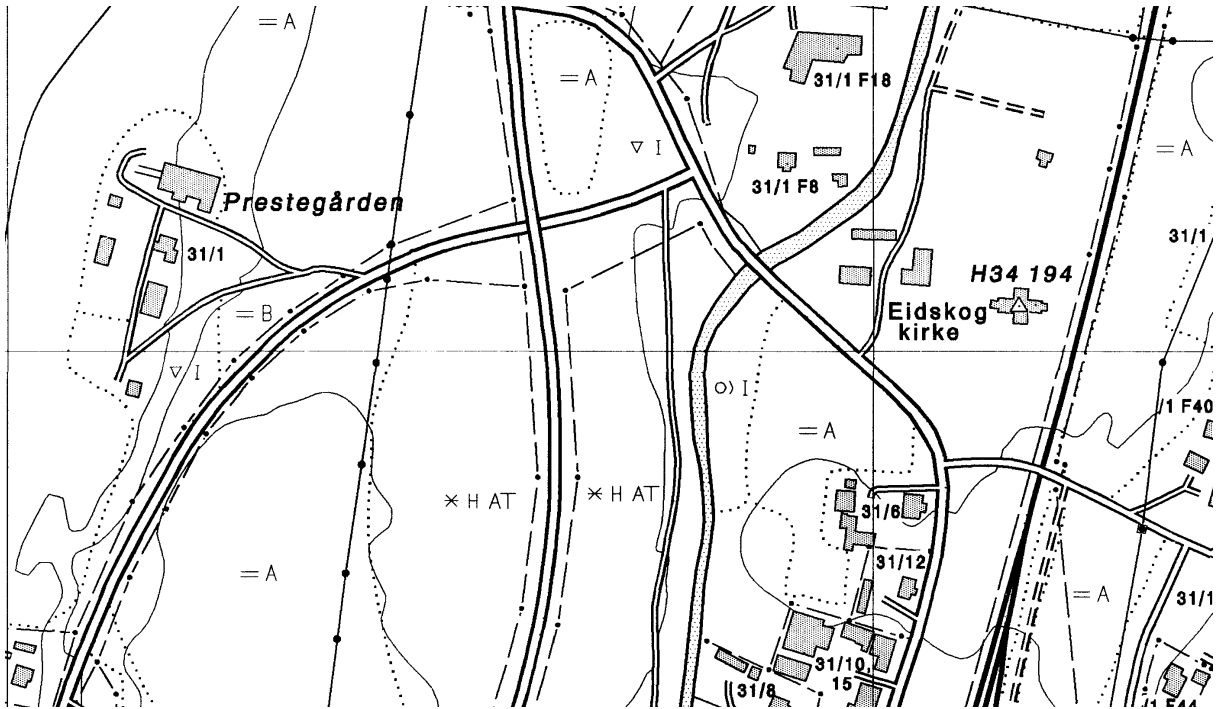 = A
= A
31/1 F18
▽ I
= A
31/1 F8
Prestegården
31/1
31/1
H34 194
= B
Eidskog
kirke
▽ I
I
/1 F40
= A
H AT
H AT
31/6
31/12
= A
= A
31/1
31/10,
15
31/8
/1 F44